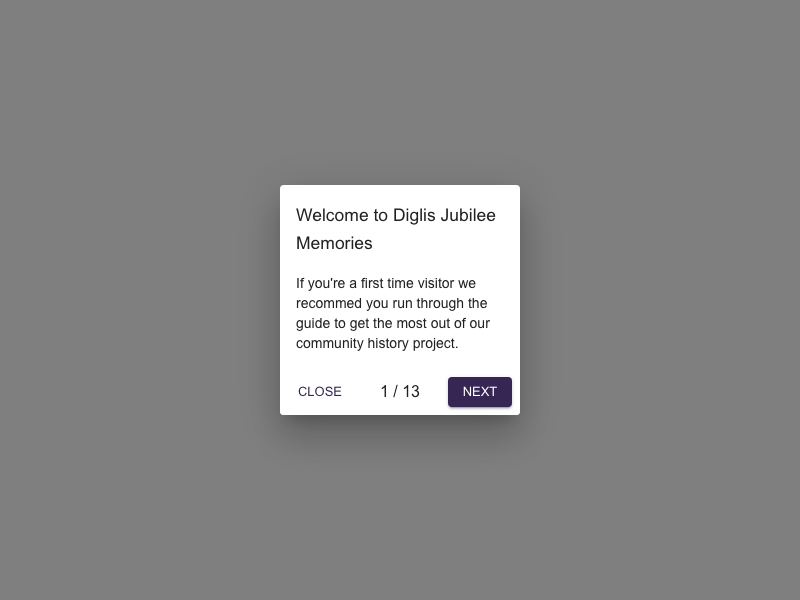 Welcome to Diglis Jubilee
Memories
If you're a first time visitor we
recommed you run through the
guide to get the most out of our
community history project.
CLOSE 1 / 13 NEXT